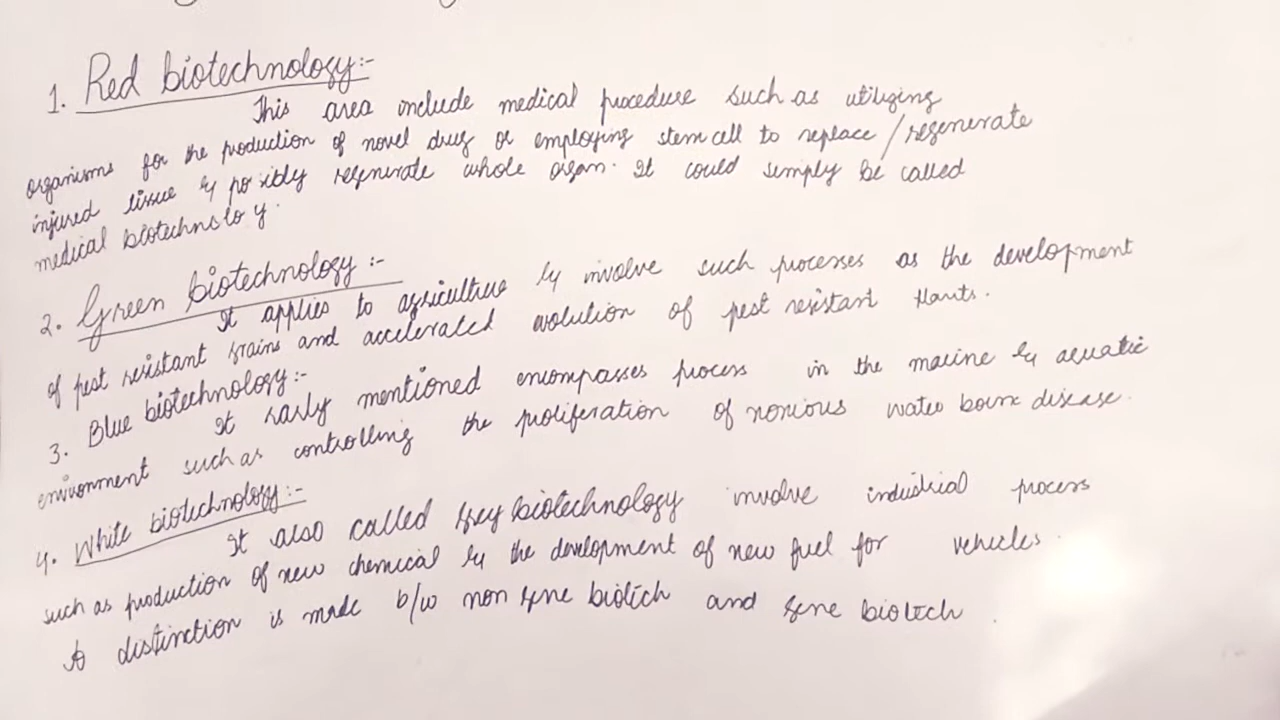 1. Red biotechnology:-
This area include medical procedure such as utilizing
organisms for the production of novel drug or employing stem cell to replace/regenerate
injured tissue & possibly regenerate whole organ. It could simply be called
medical biotechnology.
2. Green biotechnology:-
It applies to agriculture & involve such processes as the development
of pest resistant grains and accelerated evolution of pest resistant plants.
3. Blue biotechnology:-
It rarly mentioned encompasses process in the marine & aquatic
environment such as controlling the proliferation of noxious water borne disease.
4. White biotechnology:-
It also called grey biotechnology involve industrial process
such as production of new chemical & the development of new fuel for vehicles.
A distinction is made b/w non gene biotech and gene biotech.